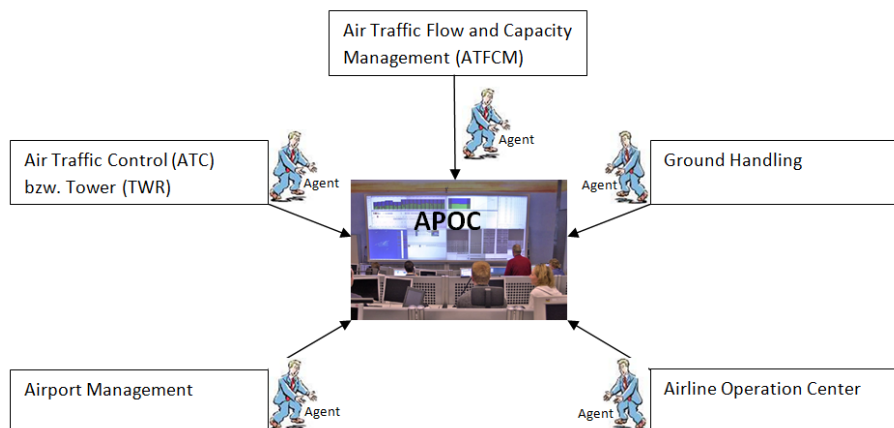 Air Traffic Flow and Capacity
Management (ATFCM)
Agent
Air Traffic Control (ATC)
bzw. Tower (TWR)
Agent
Agent
Ground Handling
APOC
Airport Management
Agent
Agent
Airline Operation Center